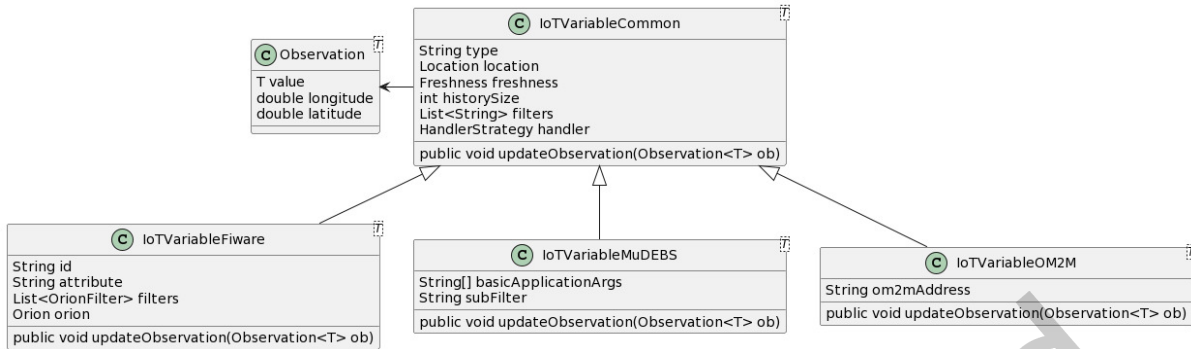 C IoTVariableCommon T
String type
Location location
Freshness freshness
int historySize
List<String> filters
HandlerStrategy handler
public void updateObservation(Observation<T> ob)
C Observation T
T value
double longitude
double latitude
C IoTVariableFiware T
String id
String attribute
List<OrionFilter> filters
Orion orion
public void updateObservation(Observation<T> ob)
C IoTVariableMuDEBS T
String[] basicApplicationArgs
String subFilter
public void updateObservation(Observation<T> ob)
C IoTVariableOM2M T
String om2mAddress
public void updateObservation(Observation<T> ob)